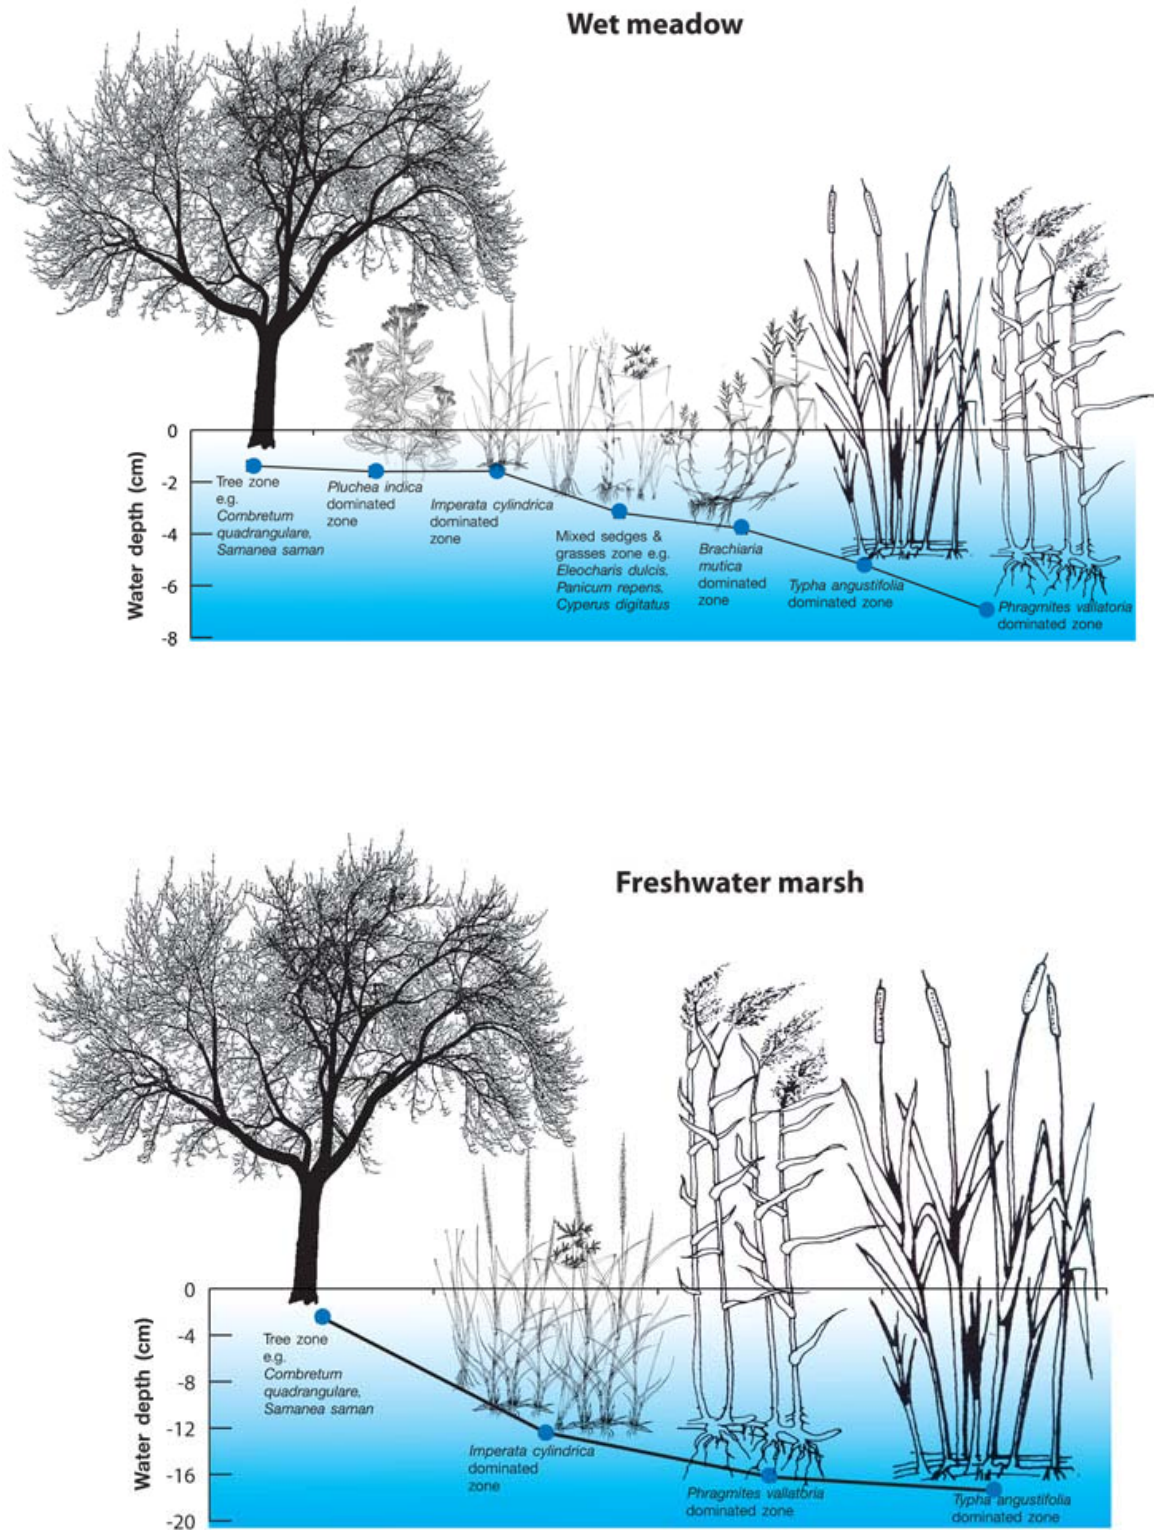 Wet meadow
0
-2
-4
-6
-8
Water depth (cm)
Tree zone
e.g.
Combretum
quadrangulare,
Samanea saman
Pluchea indica
dominated
zone
Imperata cylindrica
dominated
zone
Mixed sedges &
grasses zone e.g.
Eleocharis dulcis,
Panicum repens,
Cyperus digitatus
Brachiaria
mutica
dominated
zone
Typha angustifolia
dominated zone
Phragmites vallatoria
dominated zone
Freshwater marsh
0
-4
-8
-12
-16
-20
Water depth (cm)
Tree zone
e.g.
Combretum
quadrangulare,
Samanea saman
Imperata cylindrica
dominated
zone
Phragmites vallatoria
dominated zone
Typha angustifolia
dominated zone